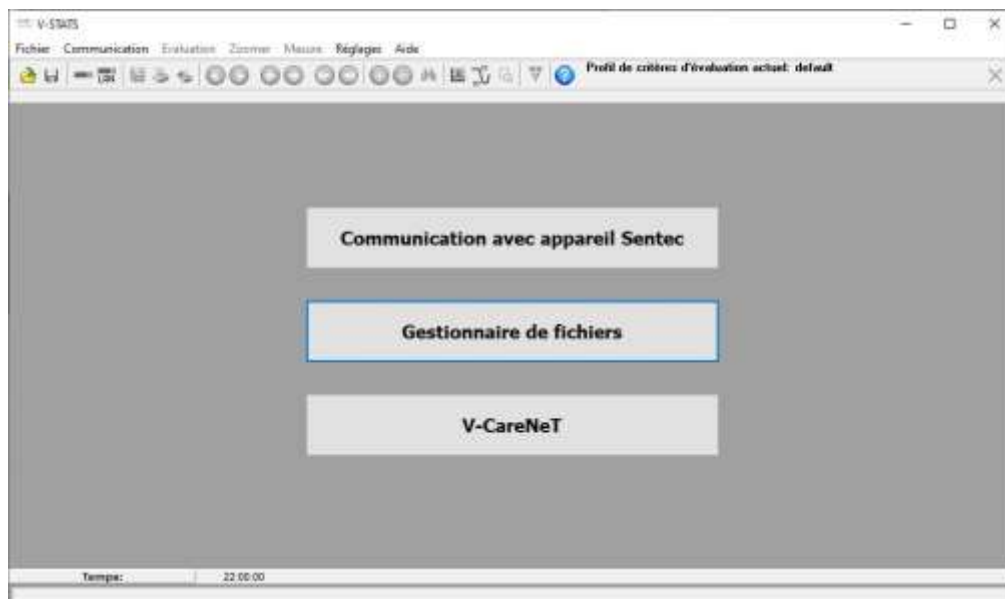 V-STATS
Fichier Communication Evaluation Zoomer Mesure Réglages Aide
Profil de critères d'évaluation actuel: default
Communication avec appareil Sentec
Gestionnaire de fichiers
V-CareNeT
Temps: 22:00:00